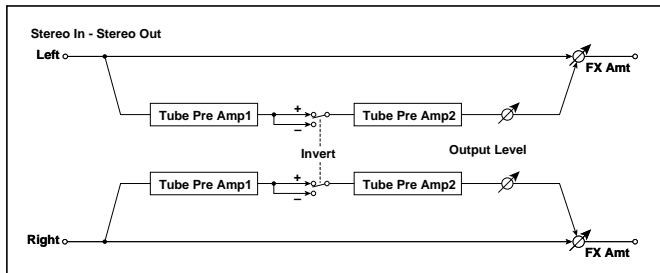 Stereo In - Stereo Out
Left
FX Amt
Tube Pre Amp1
+
−
Tube Pre Amp2
Invert
Output Level
Tube Pre Amp1
+
−
Tube Pre Amp2
Right
FX Amt